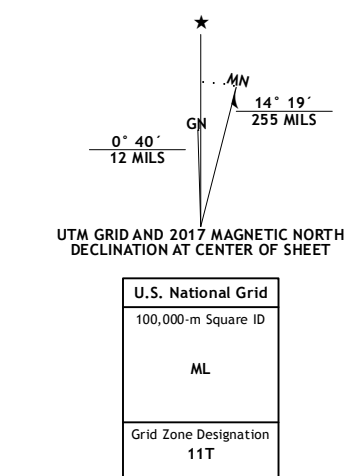 ★
MN
GN
14° 19´
255 MILS
0° 40´
12 MILS
UTM GRID AND 2017 MAGNETIC NORTH
DECLINATION AT CENTER OF SHEET
U.S. National Grid
100,000-m Square ID
ML
Grid Zone Designation
11T